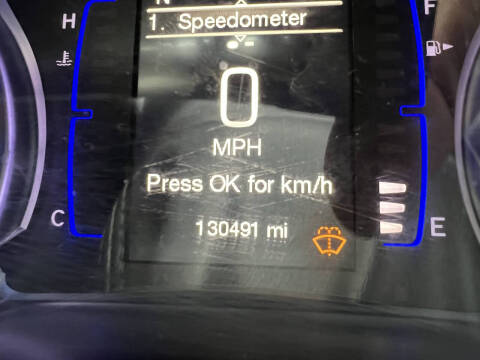 H
F
1. Speedometer
0
MPH
Press OK for km/h
C
130491 mi
E